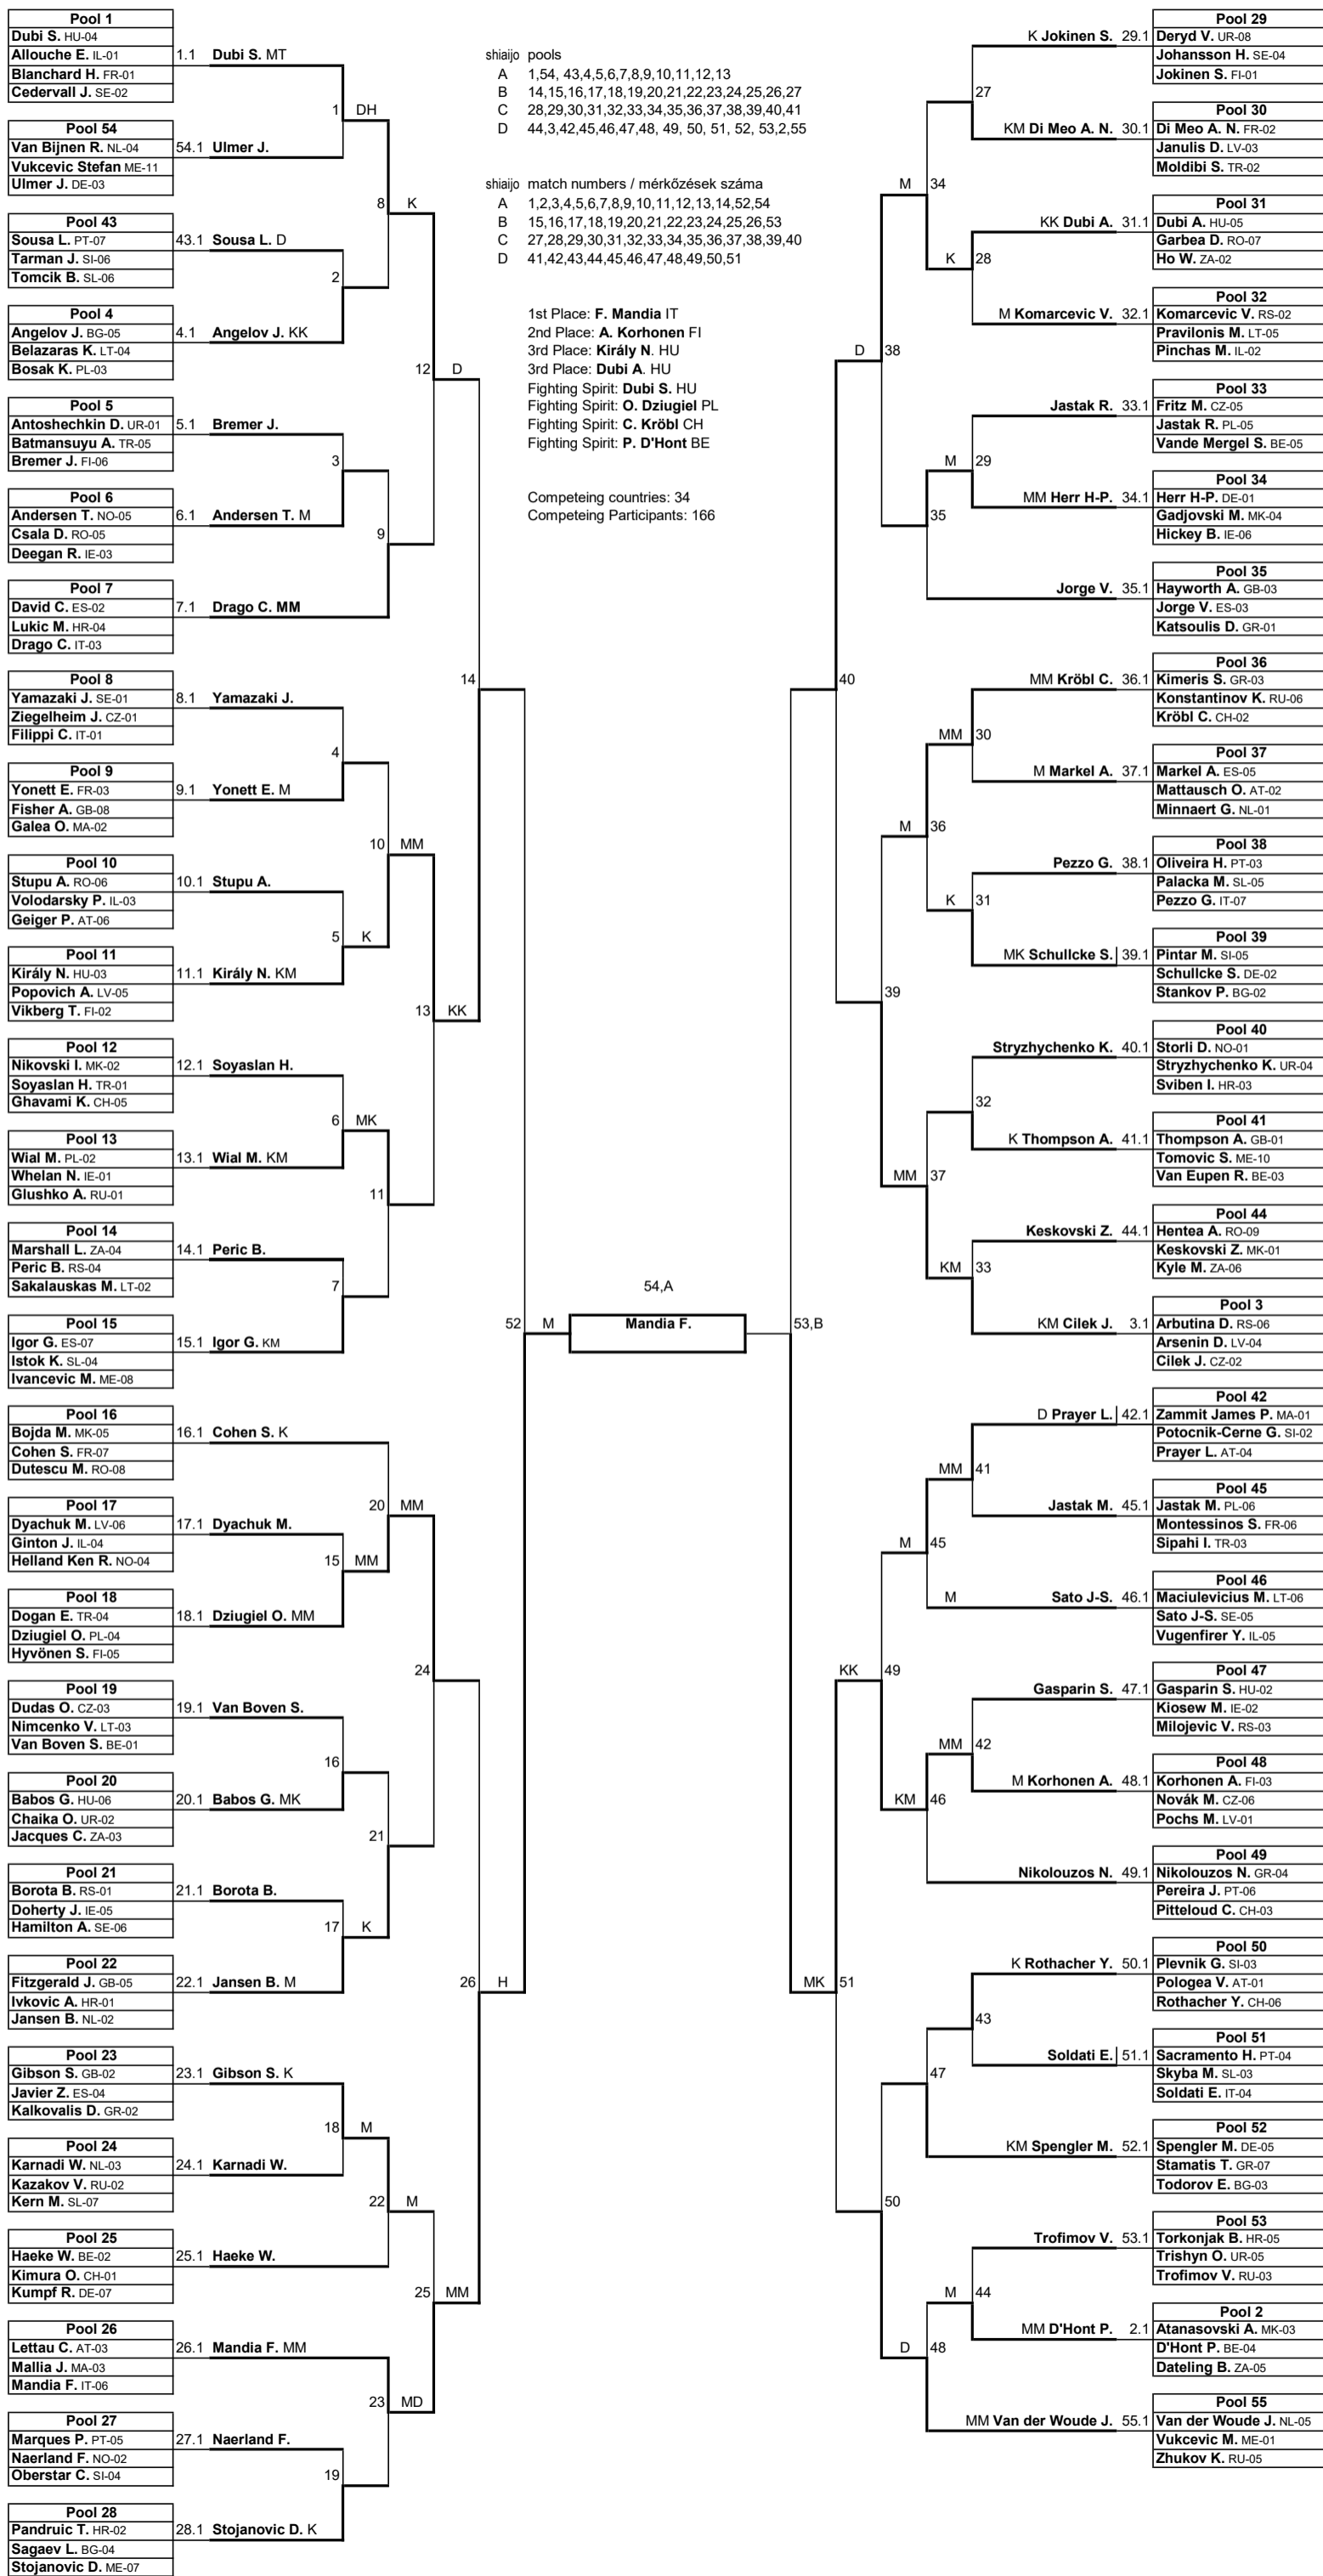 Pool 1
Dubi S. HU-04
Allouche E. IL-01
1.1 Dubi S. MT
Blanchard H. FR-01
Cedervall J. SE-02
1 DH
Pool 54
Van Bijnen R. NL-04
54.1 Ulmer J.
Vukcevic Stefan ME-11
Ulmer J. DE-03
8 K
Pool 43
Sousa L. PT-07
43.1 Sousa L. D
Tarman J. SI-06
Tomcik B. SL-06
2
Pool 4
Angelov J. BG-05
4.1 Angelov J. KK
Belazaras K. LT-04
Bosak K. PL-03
12 D
Pool 5
Antoshechkin D. UR-01
5.1 Bremer J.
Batmansuyu A. TR-05
Bremer J. FI-06
3
Pool 6
Andersen T. NO-05
6.1 Andersen T. M
Csala D. RO-05
Deegan R. IE-03
9
Pool 7
David C. ES-02
7.1 Drago C. MM
Lukic M. HR-04
Drago C. IT-03
14
Pool 8
Yamazaki J. SE-01
8.1 Yamazaki J.
Ziegelheim J. CZ-01
Filippi C. IT-01
4
Pool 9
Yonett E. FR-03
9.1 Yonett E. M
Fisher A. GB-08
Galea O. MA-02
10 MM
Pool 10
Stupu A. RO-06
10.1 Stupu A.
Volodarsky P. IL-03
Geiger P. AT-06
5 K
Pool 11
Király N. HU-03
11.1 Király N. KM
Popovich A. LV-05
Vikberg T. FI-02
13 KK
Pool 12
Nikovski I. MK-02
12.1 Soyaslan H.
Soyaslan H. TR-01
Ghavami K. CH-05
6 MK
Pool 13
Wial M. PL-02
13.1 Wial M. KM
Whelan N. IE-01
Glushko A. RU-01
11
Pool 14
Marshall L. ZA-04
14.1 Peric B.
Peric B. RS-04
Sakalauskas M. LT-02
7
Pool 15
Igor G. ES-07
15.1 Igor G. KM
Istok K. SL-04
Ivancevic M. ME-08
52 M
Pool 16
Bojda M. MK-05
16.1 Cohen S. K
Cohen S. FR-07
Dutescu M. RO-08
20 MM
Pool 17
Dyachuk M. LV-06
17.1 Dyachuk M.
Ginton J. IL-04
Helland Ken R. NO-04
15 MM
Pool 18
Dogan E. TR-04
18.1 Dziugiel O. MM
Dziugiel O. PL-04
Hyvönen S. FI-05
24
Pool 19
Dudas O. CZ-03
19.1 Van Boven S.
Nimcenko V. LT-03
Van Boven S. BE-01
16
Pool 20
Babos G. HU-06
20.1 Babos G. MK
Chaika O. UR-02
Jacques C. ZA-03
21
Pool 21
Borota B. RS-01
21.1 Borota B.
Doherty J. IE-05
Hamilton A. SE-06
17 K
Pool 22
Fitzgerald J. GB-05
22.1 Jansen B. M
Ivkovic A. HR-01
Jansen B. NL-02
26 H
Pool 23
Gibson S. GB-02
23.1 Gibson S. K
Javier Z. ES-04
Kalkovalis D. GR-02
18 M
Pool 24
Karnadi W. NL-03
24.1 Karnadi W.
Kazakov V. RU-02
Kern M. SL-07
22 M
Pool 25
Haeke W. BE-02
25.1 Haeke W.
Kimura O. CH-01
Kumpf R. DE-07
25 MM
Pool 26
Lettau C. AT-03
26.1 Mandia F. MM
Mallia J. MA-03
Mandia F. IT-06
23 MD
Pool 27
Marques P. PT-05
27.1 Naerland F.
Naerland F. NO-02
Oberstar C. SI-04
19
Pool 28
Pandruic T. HR-02
28.1 Stojanovic D. K
Sagaev L. BG-04
Stojanovic D. ME-07
shiaijo pools
A 1,54, 43,4,5,6,7,8,9,10,11,12,13
B 14,15,16,17,18,19,20,21,22,23,24,25,26,27
C 28,29,30,31,32,33,34,35,36,37,38,39,40,41
D 44,3,42,45,46,47,48, 49, 50, 51, 52, 53,2,55
shiaijo match numbers / mérkőzések száma
A 1,2,3,4,5,6,7,8,9,10,11,12,13,14,52,54
B 15,16,17,18,19,20,21,22,23,24,25,26,53
C 27,28,29,30,31,32,33,34,35,36,37,38,39,40
D 41,42,43,44,45,46,47,48,49,50,51
1st Place: F. Mandia IT
2nd Place: A. Korhonen FI
3rd Place: Király N. HU
3rd Place: Dubi A. HU
Fighting Spirit: Dubi S. HU
Fighting Spirit: O. Dziugiel PL
Fighting Spirit: C. Kröbl CH
Fighting Spirit: P. D'Hont BE
Competeing countries: 34
Competeing Participants: 166
54,A
Mandia F.
53,B
Pool 29
K Jokinen S. 29.1
Deryd V. UR-08
Johansson H. SE-04
Jokinen S. FI-01
27
Pool 30
KM Di Meo A. N. 30.1
Di Meo A. N. FR-02
Janulis D. LV-03
Moldibi S. TR-02
M 34
Pool 31
KK Dubi A. 31.1
Dubi A. HU-05
Garbea D. RO-07
Ho W. ZA-02
K 28
Pool 32
M Komarcevic V. 32.1
Komarcevic V. RS-02
Pravilonis M. LT-05
Pinchas M. IL-02
D 38
Pool 33
Jastak R. 33.1
Fritz M. CZ-05
Jastak R. PL-05
Vande Mergel S. BE-05
M 29
Pool 34
MM Herr H-P. 34.1
Herr H-P. DE-01
Gadjovski M. MK-04
Hickey B. IE-06
35
Pool 35
Jorge V. 35.1
Hayworth A. GB-03
Jorge V. ES-03
Katsoulis D. GR-01
40
Pool 36
MM Kröbl C. 36.1
Kimeris S. GR-03
Konstantinov K. RU-06
Kröbl C. CH-02
MM 30
Pool 37
M Markel A. 37.1
Markel A. ES-05
Mattausch O. AT-02
Minnaert G. NL-01
M 36
Pool 38
Pezzo G. 38.1
Oliveira H. PT-03
Palacka M. SL-05
Pezzo G. IT-07
K 31
Pool 39
MK Schullcke S. 39.1
Pintar M. SI-05
Schullcke S. DE-02
Stankov P. BG-02
39
Pool 40
Stryzhychenko K. 40.1
Storli D. NO-01
Stryzhychenko K. UR-04
Sviben I. HR-03
32
Pool 41
K Thompson A. 41.1
Thompson A. GB-01
Tomovic S. ME-10
Van Eupen R. BE-03
MM 37
Pool 44
Keskovski Z. 44.1
Hentea A. RO-09
Keskovski Z. MK-01
Kyle M. ZA-06
KM 33
Pool 3
KM Cilek J. 3.1
Arbutina D. RS-06
Arsenin D. LV-04
Cilek J. CZ-02
Pool 42
D Prayer L. 42.1
Zammit James P. MA-01
Potocnik-Cerne G. SI-02
Prayer L. AT-04
MM 41
Pool 45
Jastak M. 45.1
Jastak M. PL-06
Montessinos S. FR-06
Sipahi I. TR-03
M 45
Pool 46
M Sato J-S. 46.1
Maciulevicius M. LT-06
Sato J-S. SE-05
Vugenfirer Y. IL-05
KK 49
Pool 47
Gasparin S. 47.1
Gasparin S. HU-02
Kiosew M. IE-02
Milojevic V. RS-03
MM 42
Pool 48
M Korhonen A. 48.1
Korhonen A. FI-03
Novák M. CZ-06
Pochs M. LV-01
KM 46
Pool 49
Nikolouzos N. 49.1
Nikolouzos N. GR-04
Pereira J. PT-06
Pitteloud C. CH-03
MK 51
Pool 50
K Rothacher Y. 50.1
Plevnik G. SI-03
Pologea V. AT-01
Rothacher Y. CH-06
43
Pool 51
Soldati E. 51.1
Sacramento H. PT-04
Skyba M. SL-03
Soldati E. IT-04
47
Pool 52
KM Spengler M. 52.1
Spengler M. DE-05
Stamatis T. GR-07
Todorov E. BG-03
50
Pool 53
Trofimov V. 53.1
Torkonjak B. HR-05
Trishyn O. UR-05
Trofimov V. RU-03
M 44
Pool 2
MM D'Hont P. 2.1
Atanasovski A. MK-03
D'Hont P. BE-04
Dateling B. ZA-05
D 48
Pool 55
MM Van der Woude J. 55.1
Van der Woude J. NL-05
Vukcevic M. ME-01
Zhukov K. RU-05